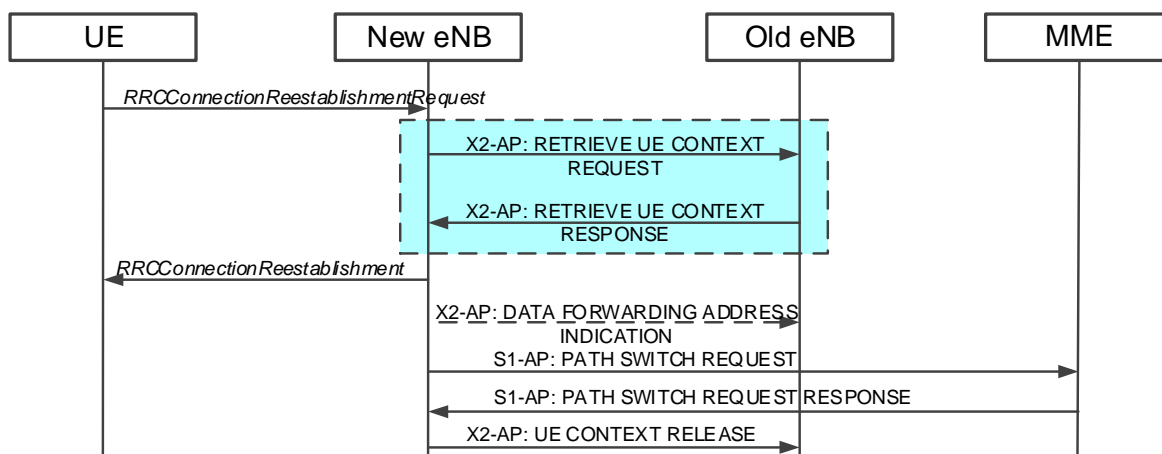 UE
New eNB
Old eNB
MME
RRCConnectionReestablishmentRequest
X2-AP: RETRIEVE UE CONTEXT
REQUEST
X2-AP: RETRIEVE UE CONTEXT
RESPONSE
RRCConnectionReestablishment
X2-AP: DATA FORWARDING ADDRESS
INDICATION
S1-AP: PATH SWITCH REQUEST
S1-AP: PATH SWITCH REQUEST RESPONSE
X2-AP: UE CONTEXT RELEASE